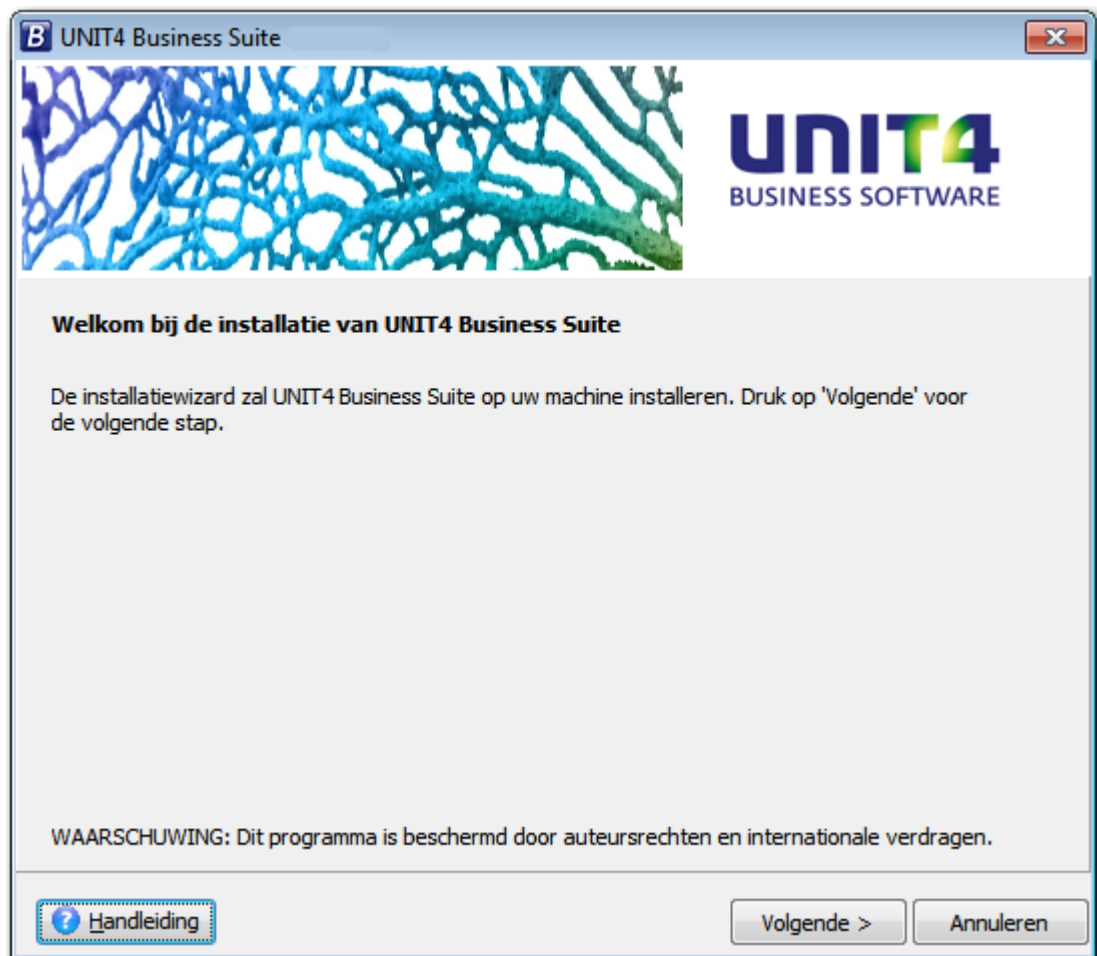 UNIT4 Business Suite
UNIT4
BUSINESS SOFTWARE
Welkom bij de installatie van UNIT4 Business Suite
De installatiewizard zal UNIT4 Business Suite op uw machine installeren. Druk op 'Volgende' voor
de volgende stap.
WAARSCHUWING: Dit programma is beschermd door auteursrechten en internationale verdragen.
Handleiding
Volgende >
Annuleren